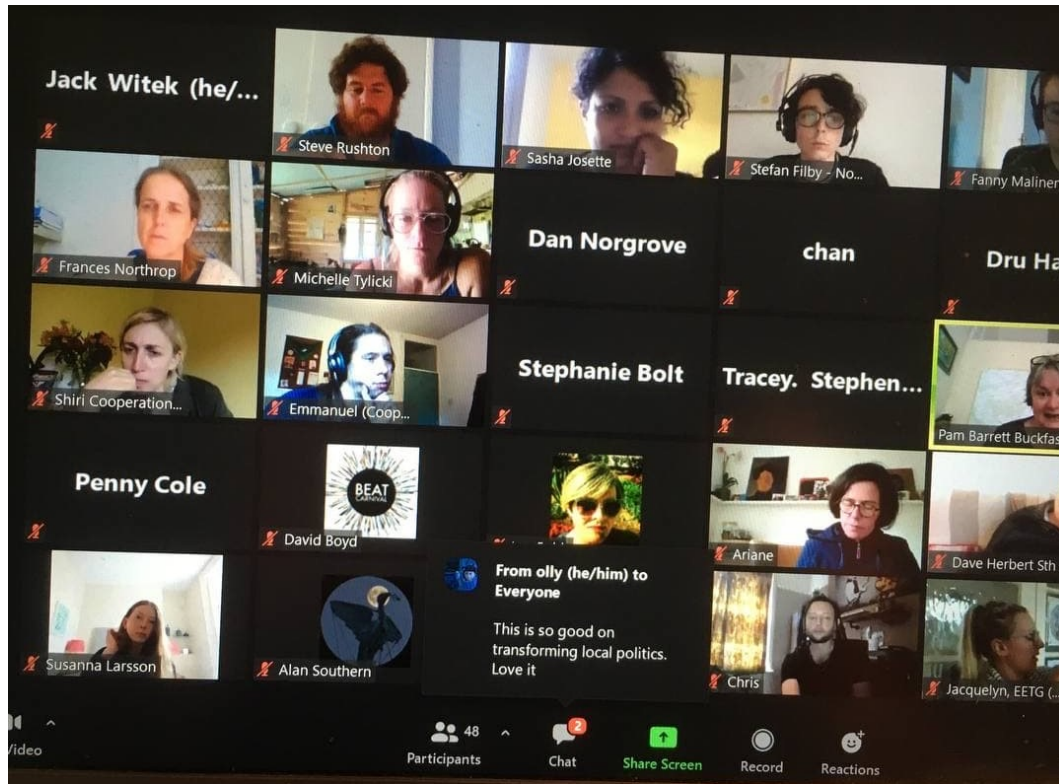 Jack Witek (he/...
Steve Rushton
Sasha Josette
Stefan Filby - No...
Fanny Maliner
Frances Northrop
Michelle Tylicki
Dan Norgrove
chan
Dru Ha
Shiri Cooperation...
Emmanuel (Coop...
Stephanie Bolt
Tracey. Stephen...
Pam Barrett Buckfas
Penny Cole
BEAT
CARNIVAL
David Boyd
Ariane
Dave Herbert Sth
Susanna Larsson
Alan Southern
From olly (he/him) to
Everyone
This is so good on
transforming local politics.
Love it
Chris
Jacquelyn, EETG (...
Video
48
Participants
2
Chat
Share Screen
Record
Reactions